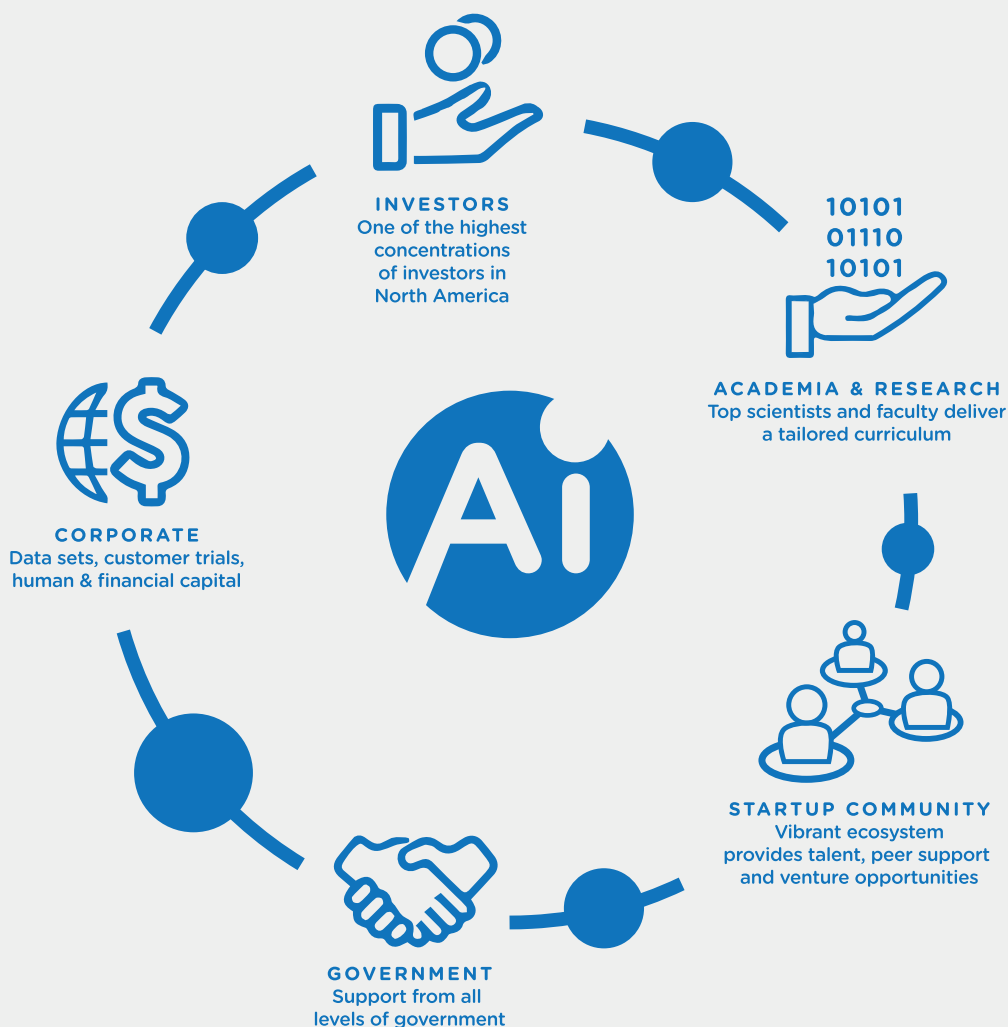 INVESTORS
One of the highest
concentrations
of investors in
North America
10101
01110
10101
ACADEMIA & RESEARCH
Top scientists and faculty deliver
a tailored curriculum
Ai
CORPORATE
Data sets, customer trials,
human & financial capital
STARTUP COMMUNITY
Vibrant ecosystem
provides talent, peer support
and venture opportunities
GOVERNMENT
Support from all
levels of government